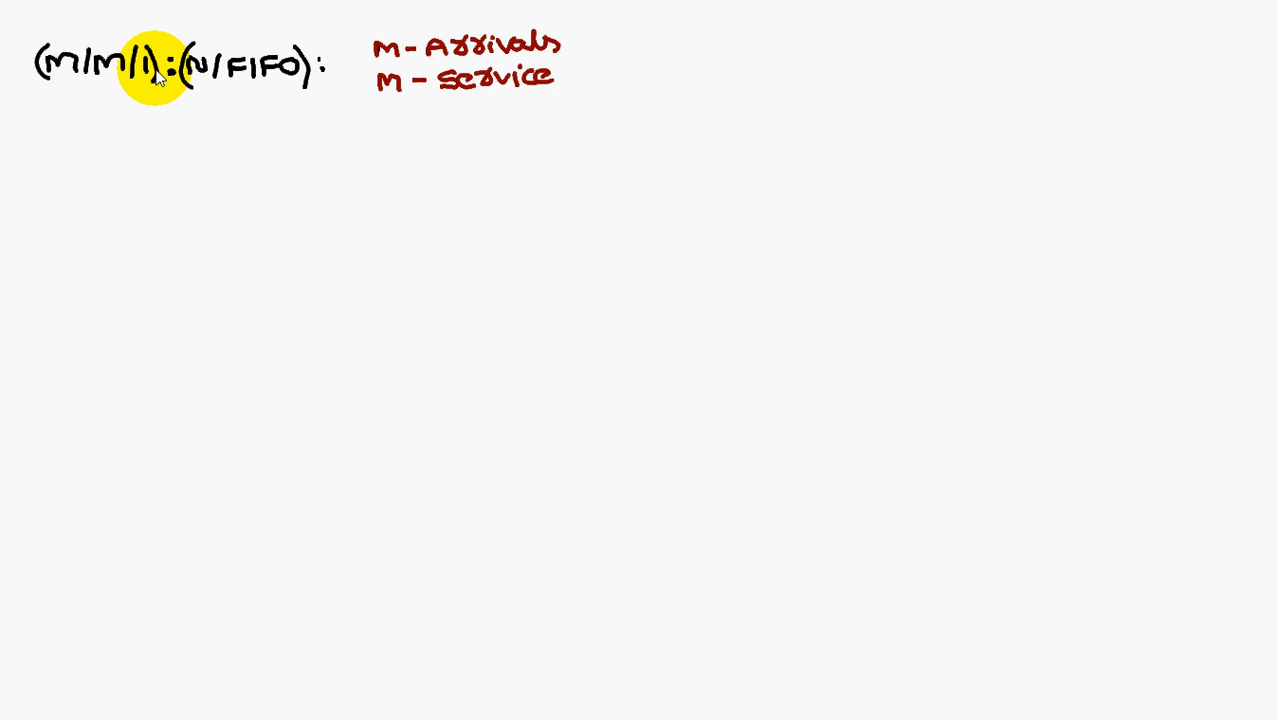 (M/M/1):(N/FIFO):
M - Arrivals
M - Service